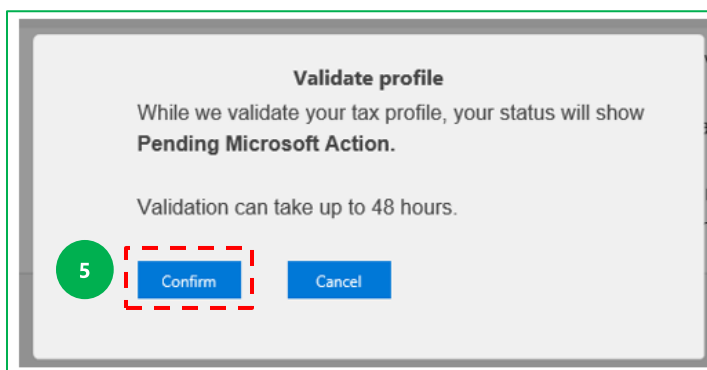 Validate profile
While we validate your tax profile, your status will show
Pending Microsoft Action.
Validation can take up to 48 hours.
5
Confirm
Cancel